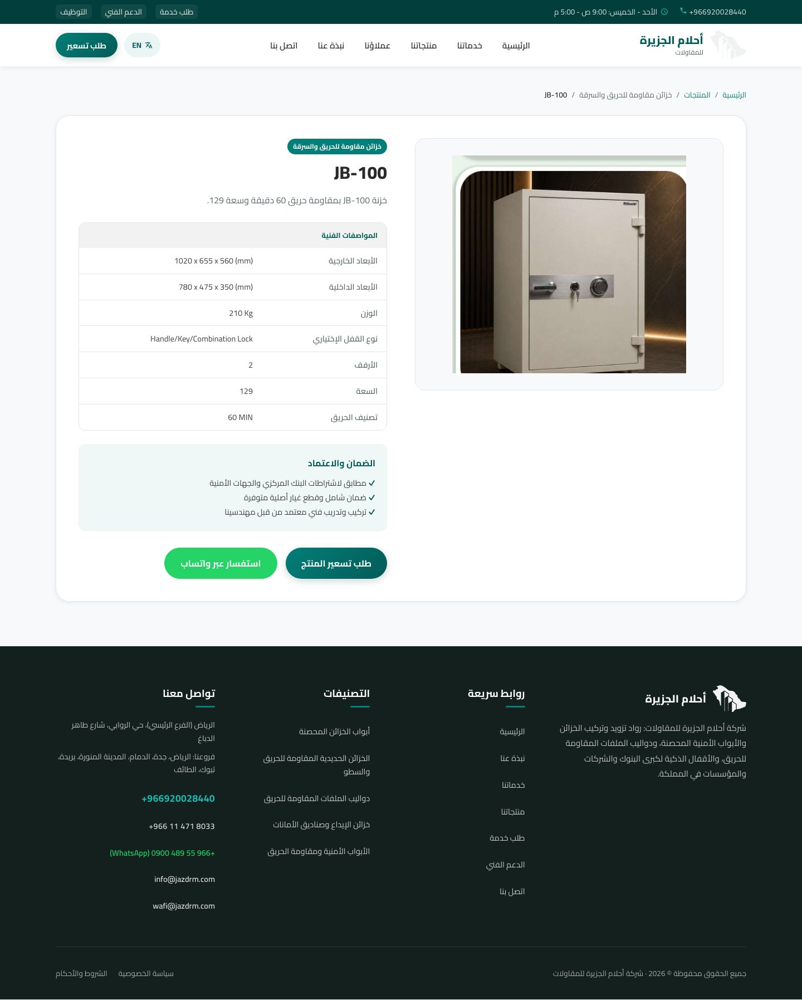 +966920028440
الأحد - الخميس: 9:00 ص - 5:00 م
طلب خدمة
الدعم الفني
التوظيف
أحلام الجزيرة
للمقاولات
الرئيسية
خدماتنا
منتجاتنا
عملاؤنا
نبذة عنا
اتصل بنا
EN
طلب تسعير
الرئيسية / المنتجات / خزائن مقاومة للحريق والسرقة / JB-100
خزائن مقاومة للحريق والسرقة
JB-100
خزنة JB-100 بمقاومة حريق 60 دقيقة وسعة 129.
المواصفات الفنية
الأبعاد الخارجية 1020 x 655 x 560 (mm)
الأبعاد الداخلية 780 x 475 x 350 (mm)
الوزن 210 Kg
نوع القفل الإختياري Handle/Key/Combination Lock
الأرفف 2
السعة 129
تصنيف الحريق 60 MIN
الضمان والاعتماد
✓ مطابق لاشتراطات البنك المركزي والجهات الأمنية
✓ ضمان شامل وقطع غيار أصلية متوفرة
✓ تركيب وتدريب فني معتمد من قبل مهندسينا
طلب تسعير المنتج
استفسار عبر واتساب
أحلام الجزيرة
شركة أحلام الجزيرة للمقاولات: رواد تزويد وتركيب الخزائن
والأبواب الأمنية المحصنة، ودواليب الملفات المقاومة
للحريق، والأقفال الذكية لكبرى البنوك والشركات
والمؤسسات في المملكة.
روابط سريعة
الرئيسية
نبذة عنا
خدماتنا
منتجاتنا
طلب خدمة
الدعم الفني
اتصل بنا
التصنيفات
أبواب الخزائن المحصنة
الخزائن الحديدية المقاومة للحريق
والسطو
دواليب الملفات المقاومة للحريق
خزائن الإيداع وصناديق الأمانات
الأبواب الأمنية ومقاومة الحريق
تواصل معنا
الرياض (الفرع الرئيسي)، حي الروابي، شارع طاهر
الدباغ
فروعنا: الرياض، جدة، الدمام، المدينة المنورة، بريدة،
تبوك، الطائف
+966920028440
+966 11 471 8033
+966 55 489 0900 (WhatsApp)
info@jazdrm.com
wafi@jazdrm.com
جميع الحقوق محفوظة © 2026 · شركة أحلام الجزيرة للمقاولات
سياسة الخصوصية
الشروط والأحكام